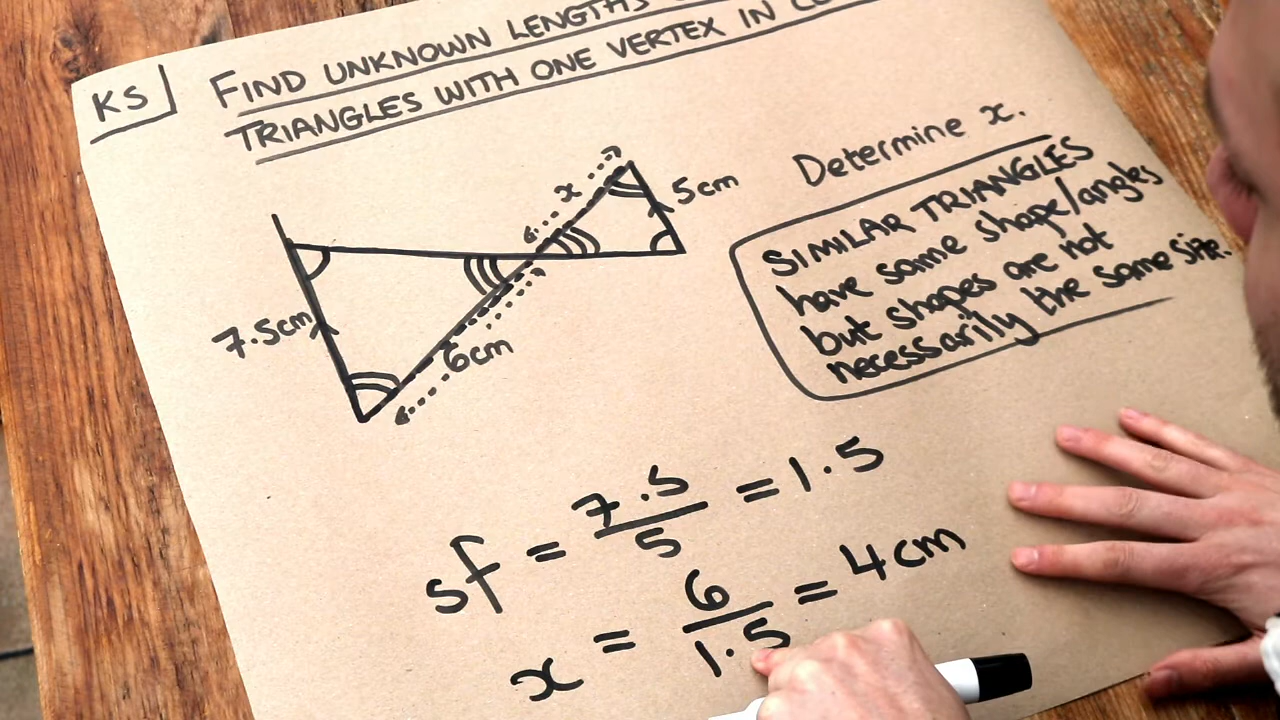 KS
FIND UNKNOWN LENGTHS
TRIANGLES WITH ONE VERTEX IN
Determine x.
x
5cm
7.5cm
6cm
SIMILAR TRIANGLES
have same shape/angles
but shapes are not
necessarily the same size.
sf = 7.5/5 = 1.5
x = 6/1.5 = 4cm